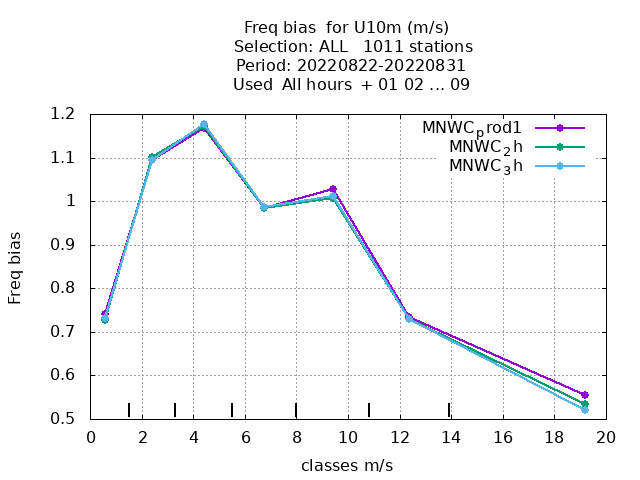 Freq bias  for U10m (m/s)
Selection: ALL   1011 stations
Period: 20220822-20220831
Used  All hours  + 01 02 ... 09
MNWC_prod1
MNWC_2h
MNWC_3h
1.2
1.1
1
0.9
0.8
0.7
0.6
0.5
Freq bias
0 2 4 6 8 10 12 14 16 18 20
classes m/s